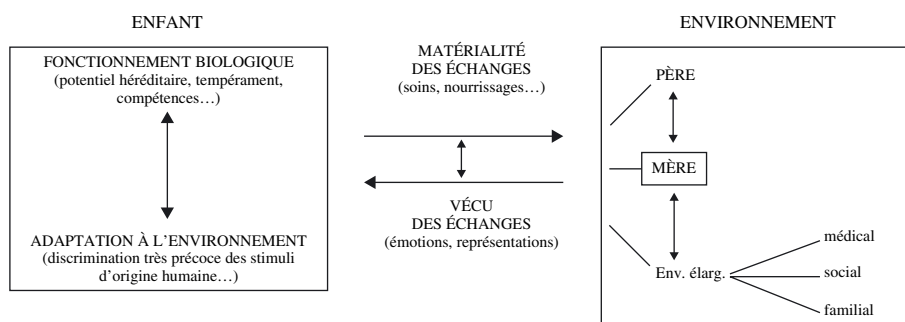 ENFANT
FONCTIONNEMENT BIOLOGIQUE
(potentiel héréditaire, tempérament,
compétences…)
ADAPTATION À L'ENVIRONNEMENT
(discrimination très précoce des stimuli
d'origine humaine…)
MATÉRIALITÉ
DES ÉCHANGES
(soins, nourrissages…)
VÉCU
DES ÉCHANGES
(émotions, représentations)
ENVIRONNEMENT
PÈRE
MÈRE
Env. élarg.
médical
social
familial